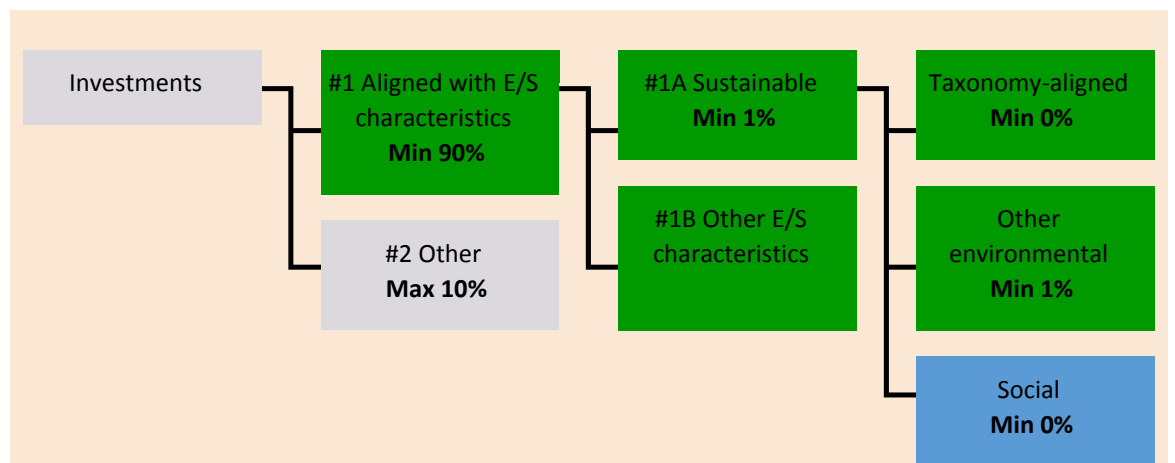 Investments
#1 Aligned with E/S
characteristics
Min 90%
#2 Other
Max 10%
#1A Sustainable
Min 1%
#1B Other E/S
characteristics
Taxonomy-aligned
Min 0%
Other
environmental
Min 1%
Social
Min 0%